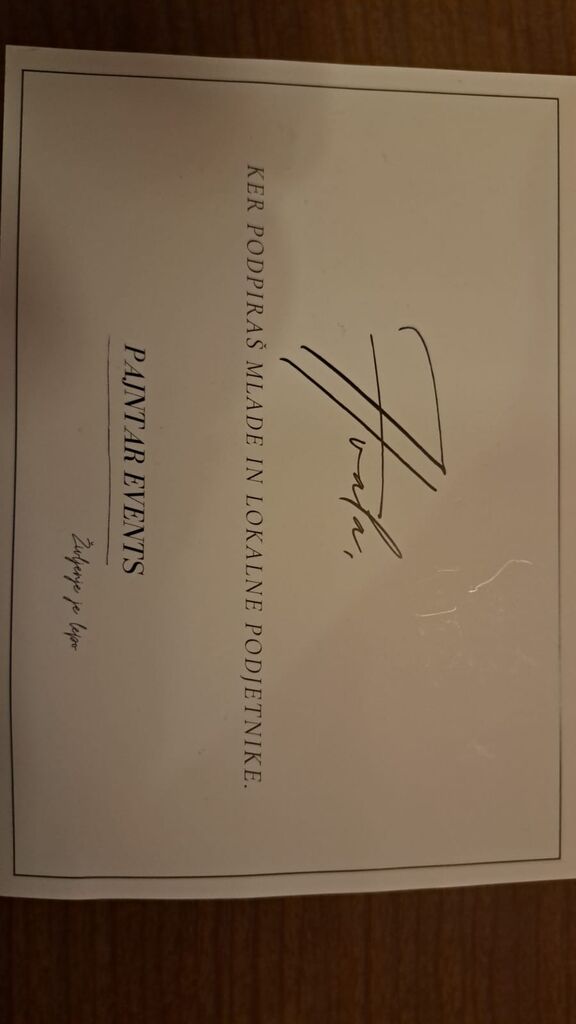 Hvala,
KER PODPIRAŠ MLADE IN LOKALNE PODJETNIKE.
PAJNTAR EVENTS
Življenje je lepo